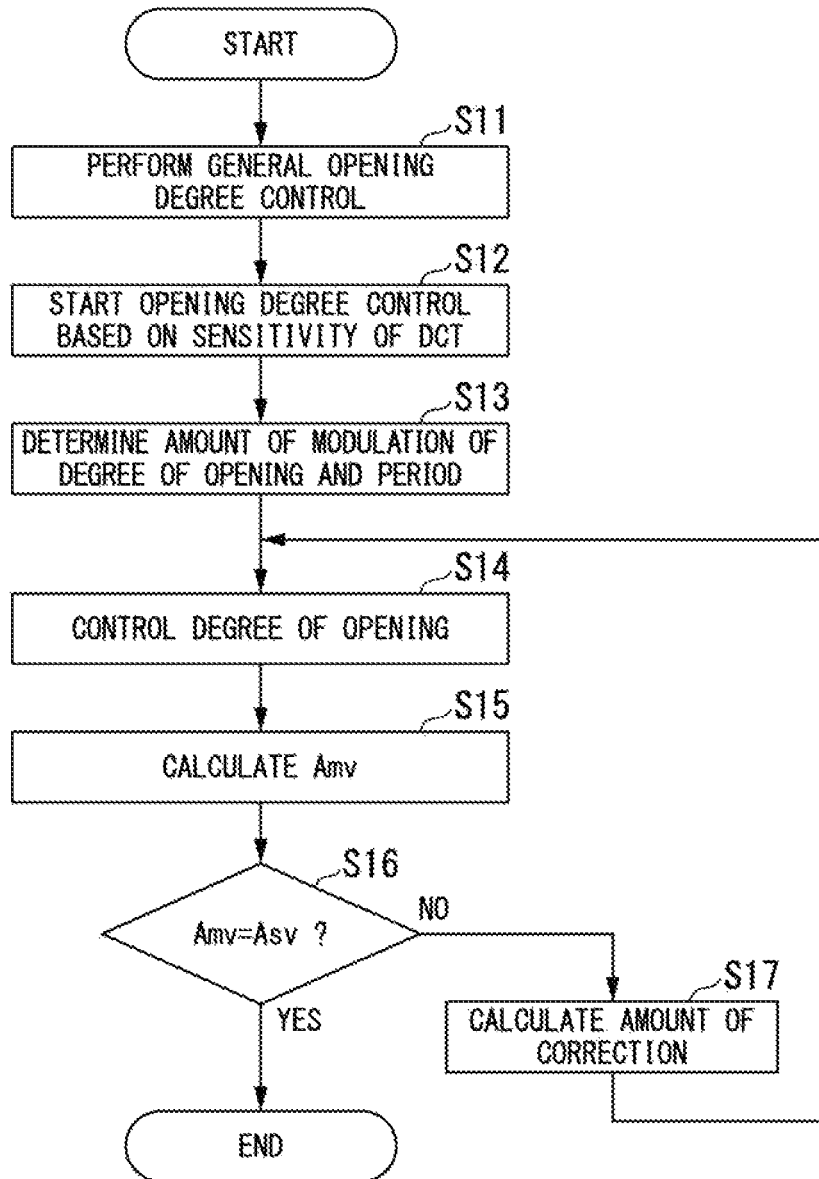 START
S11
PERFORM GENERAL OPENING
DEGREE CONTROL
S12
START OPENING DEGREE CONTROL
BASED ON SENSITIVITY OF DCT
S13
DETERMINE AMOUNT OF MODULATION OF
DEGREE OF OPENING AND PERIOD
S14
CONTROL DEGREE OF OPENING
S15
CALCULATE Amv
S16
Amv=Asv ?
NO
YES
S17
CALCULATE AMOUNT OF
CORRECTION
END